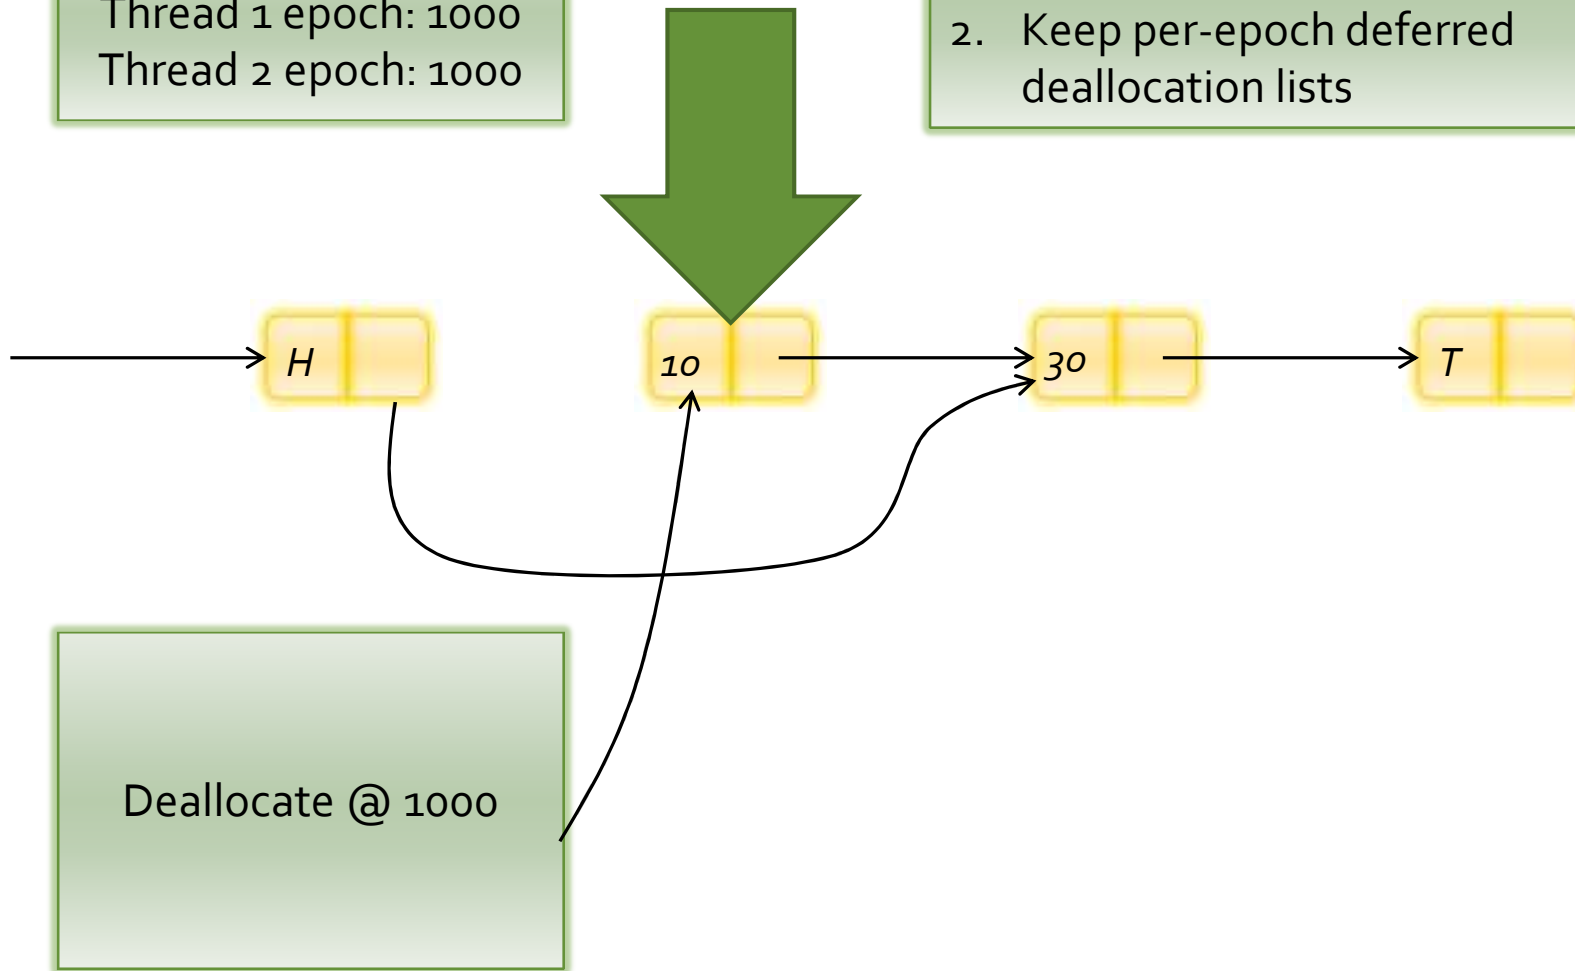 Thread 1 epoch: 1000
Thread 2 epoch: 1000
2. Keep per-epoch deferred
deallocation lists
H
10
30
T
Deallocate @ 1000